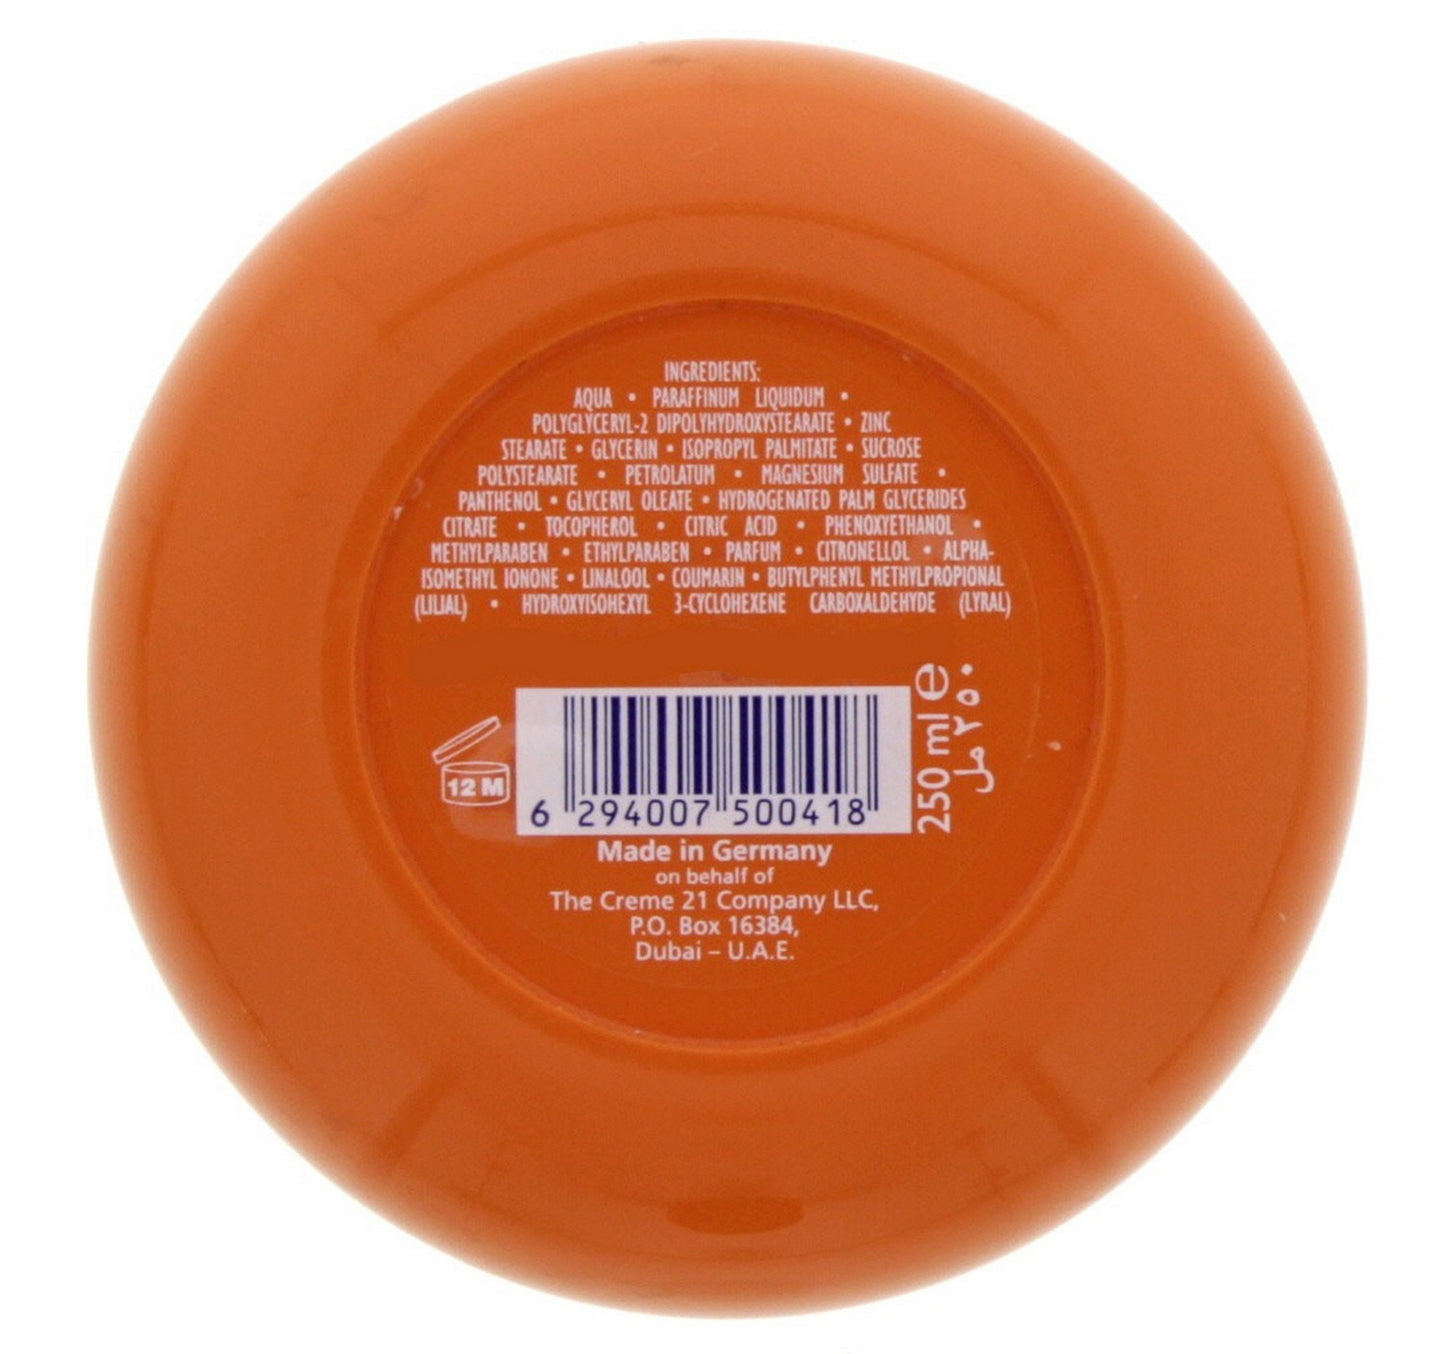 INGREDIENTS:
AQUA • PARAFFINUM LIQUIDUM •
POLYGLYCERYL-2 DIPOLYHYDROXYSTEARATE • ZINC
STEARATE • GLYCERIN • ISOPROPYL PALMITATE • SUCROSE
POLYSTEARATE • PETROLATUM • MAGNESIUM SULFATE •
PANTHENOL • GLYCERYL OLEATE • HYDROGENATED PALM GLYCERIDES
CITRATE • TOCOPHEROL • CITRIC ACID • PHENOXYETHANOL •
METHYLPARABEN • ETHYLPARABEN • PARFUM • CITRONELLOL • ALPHA-
ISOMETHYL IONONE • LINALOOL • COUMARIN • BUTYLPHENYL METHYLPROPIONAL
(LILIAL) • HYDROXYISOHEXYL 3-CYCLOHEXENE CARBOXALDEHYDE (LYRAL)
12 M
6 294007 500418
250 ml e
٢٥٠ مل
Made in Germany
on behalf of
The Creme 21 Company LLC,
P.O. Box 16384,
Dubai – U.A.E.